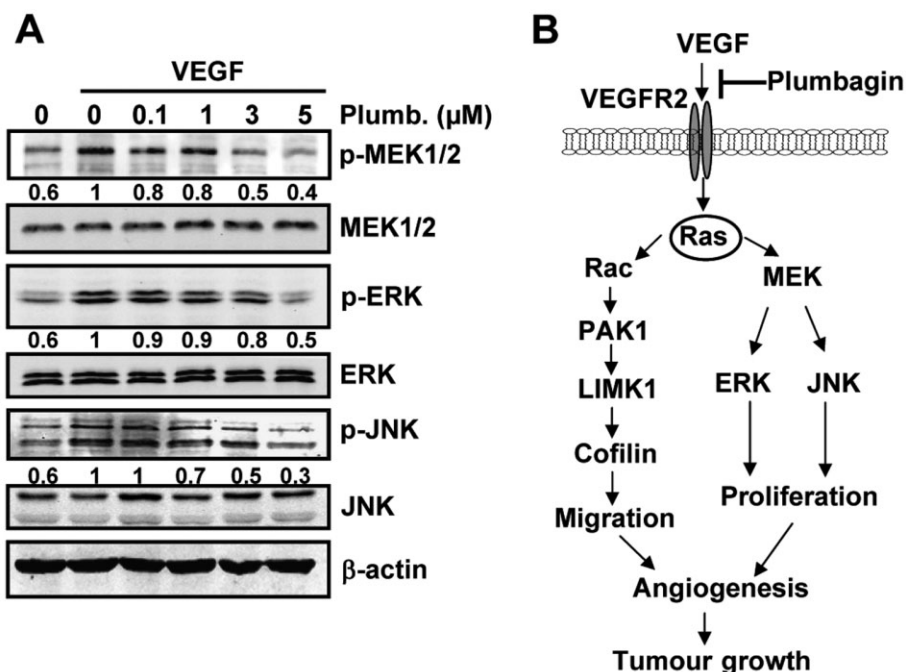 A
VEGF
0 0 0.1 1 3 5 Plumb. (μM)
p-MEK1/2
0.6 1 0.8 0.8 0.5 0.4
MEK1/2
p-ERK
0.6 1 0.9 0.9 0.8 0.5
ERK
p-JNK
0.6 1 1 0.7 0.5 0.3
JNK
β-actin
B
VEGF
Plumbagin
VEGFR2
Ras
Rac
MEK
PAK1
LIMK1
ERK JNK
Cofilin
Proliferation
Migration
Angiogenesis
Tumour growth